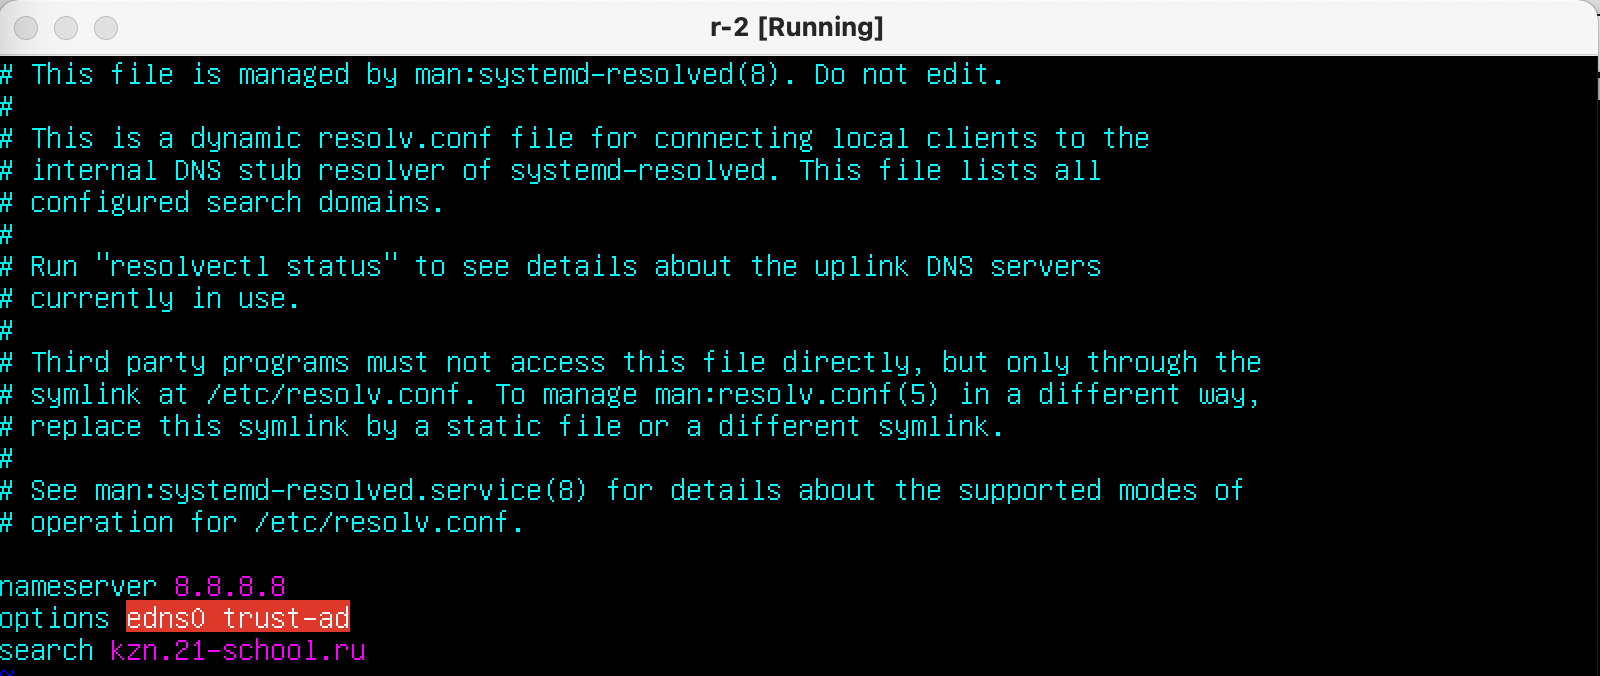 r-2 [Running]
# This file is managed by man:systemd-resolved(8). Do not edit.
#
# This is a dynamic resolv.conf file for connecting local clients to the
# internal DNS stub resolver of systemd-resolved. This file lists all
# configured search domains.
#
# Run "resolvectl status" to see details about the uplink DNS servers
# currently in use.
#
# Third party programs must not access this file directly, but only through the
# symlink at /etc/resolv.conf. To manage man:resolv.conf(5) in a different way,
# replace this symlink by a static file or a different symlink.
#
# See man:systemd-resolved.service(8) for details about the supported modes of
# operation for /etc/resolv.conf.
nameserver 8.8.8.8
options edns0 trust-ad
search kzn.21-school.ru
~